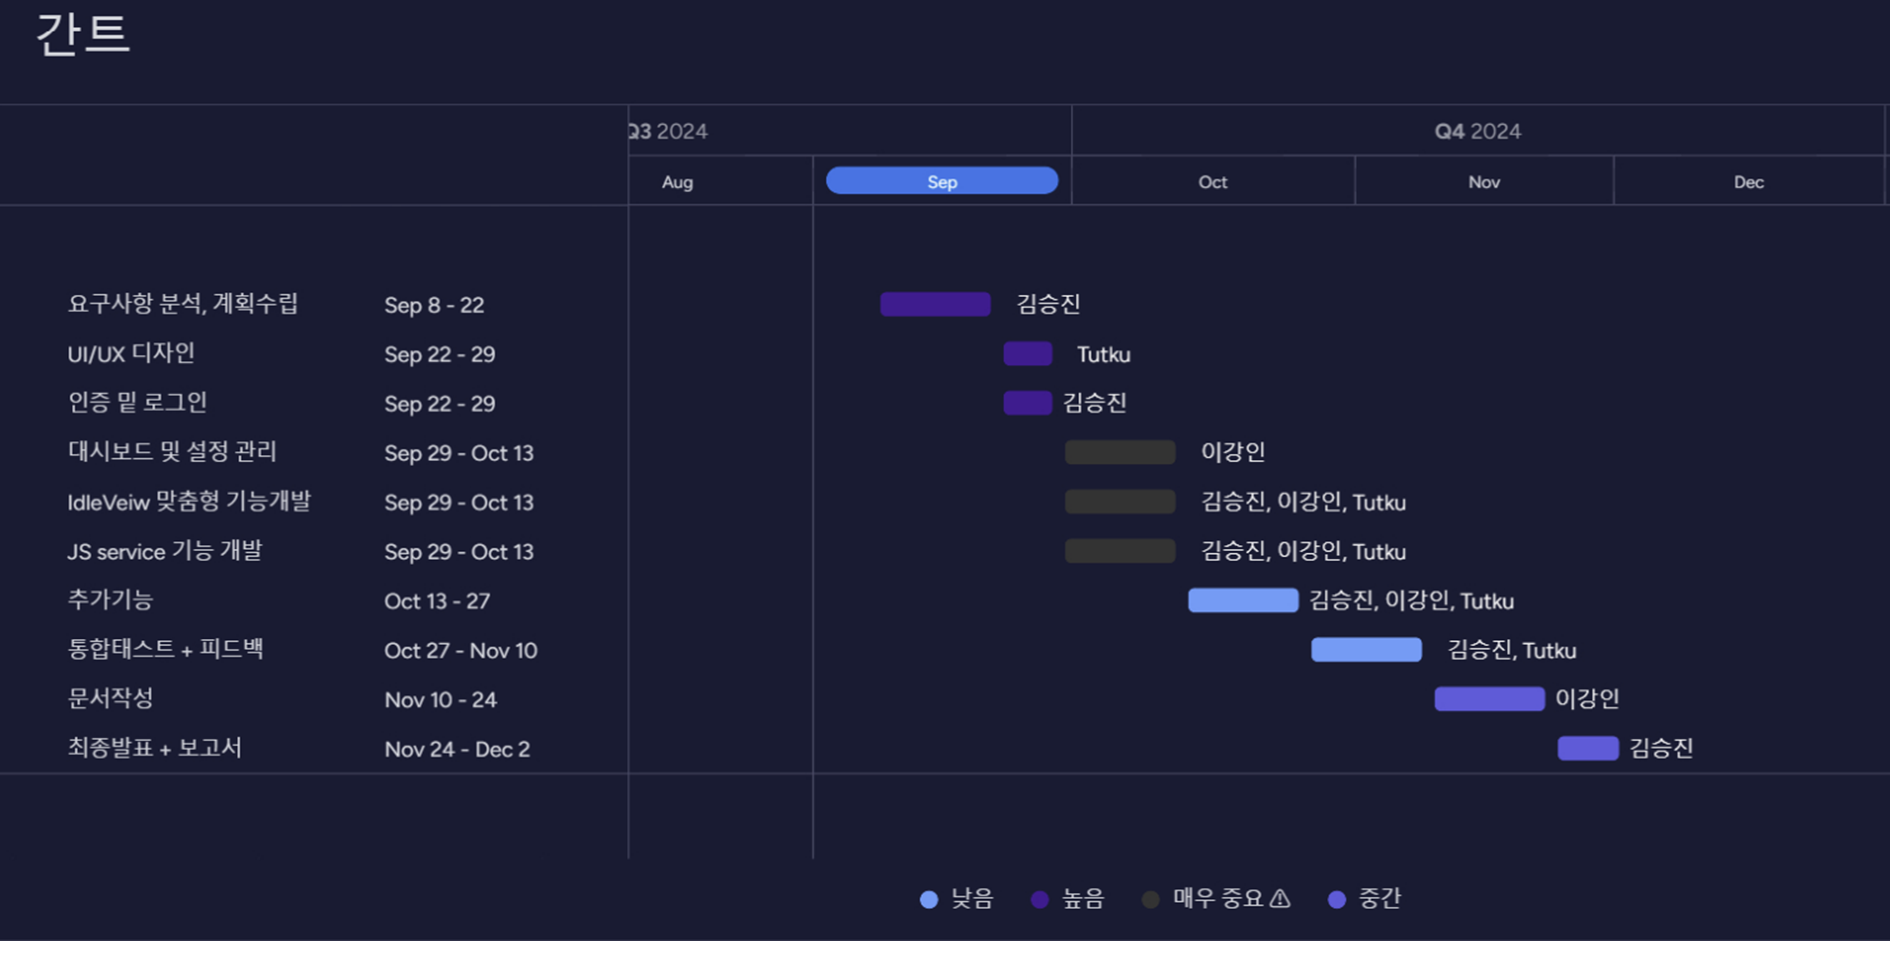 간트
Q3 2024 Q4 2024
Aug Sep Oct Nov Dec
요구사항 분석, 계획수립 Sep 8 - 22 김승진
UI/UX 디자인 Sep 22 - 29 Tutku
인증 밑 로그인 Sep 22 - 29 김승진
대시보드 및 설정 관리 Sep 29 - Oct 13 이강인
IdleVeiw 맞춤형 기능개발 Sep 29 - Oct 13 김승진, 이강인, Tutku
JS service 기능 개발 Sep 29 - Oct 13 김승진, 이강인, Tutku
추가기능 Oct 13 - 27 김승진, 이강인, Tutku
통합태스트 + 피드백 Oct 27 - Nov 10 김승진, Tutku
문서작성 Nov 10 - 24 이강인
최종발표 + 보고서 Nov 24 - Dec 2 김승진
낮음 높음 매우 중요 ⚠ 중간